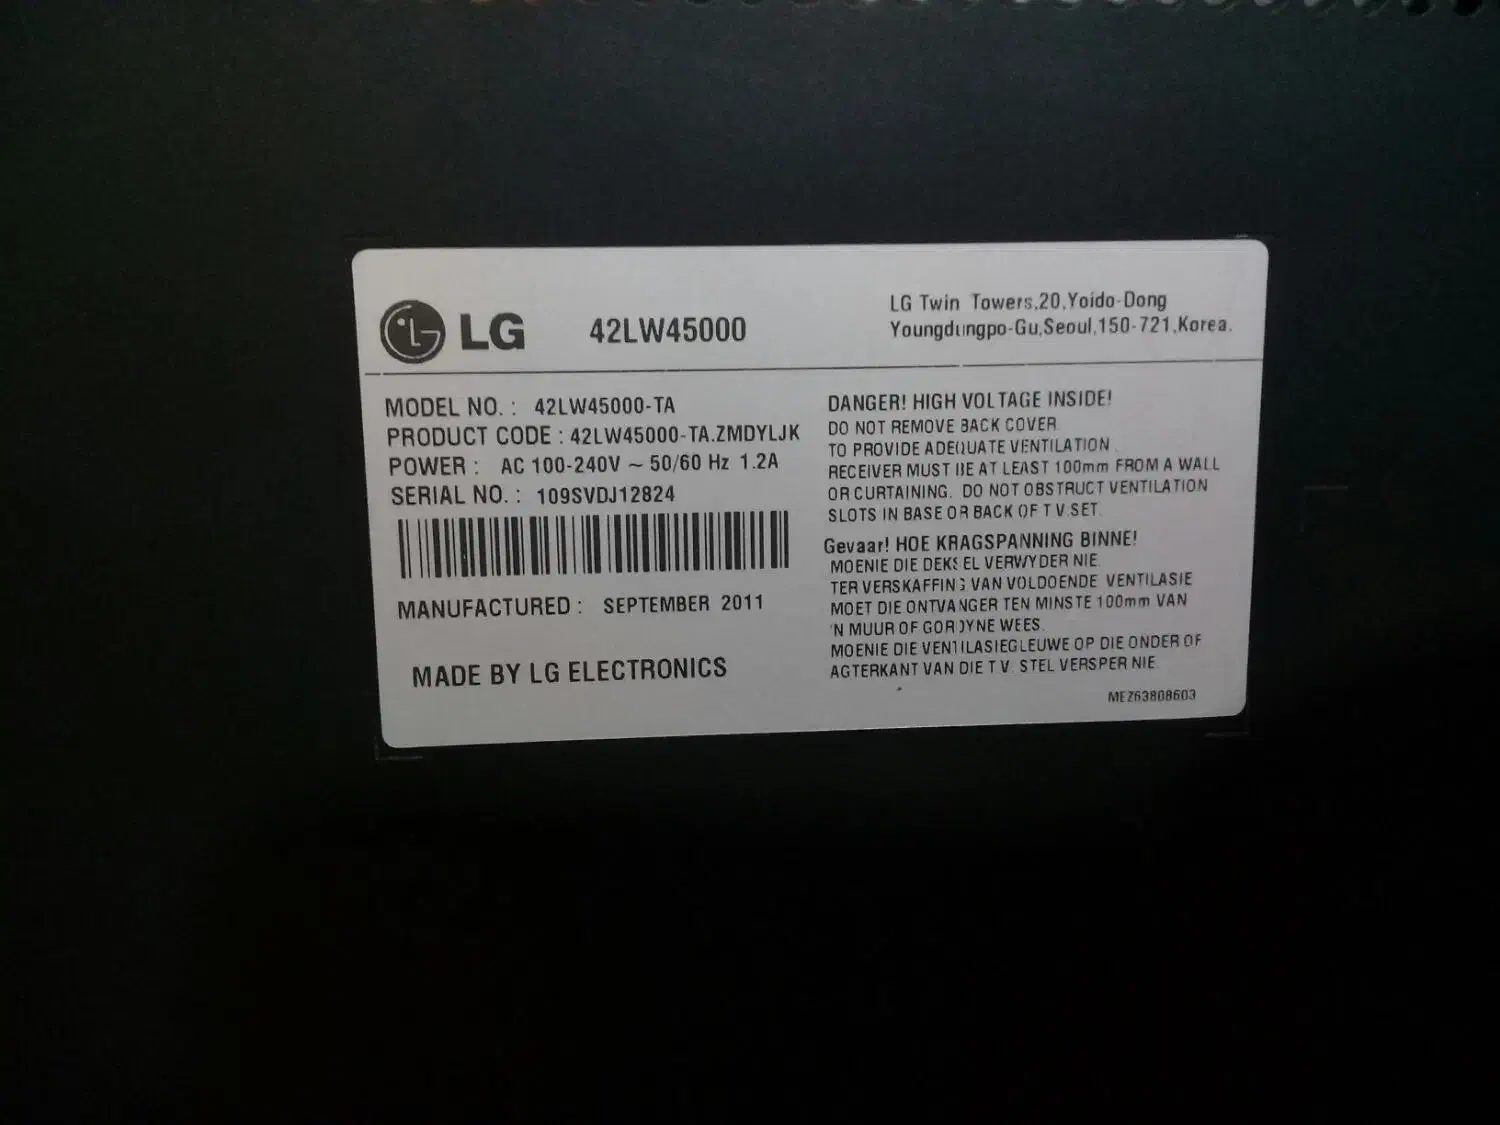 LG 42LW45000
LG Twin Towers,20,Yoido-Dong
Youngdungpo-Gu,Seoul,150-721,Korea.
MODEL NO. : 42LW45000-TA
PRODUCT CODE : 42LW45000-TA.ZMDYLJK
POWER : AC 100-240V ~ 50/60 Hz 1.2A
SERIAL NO. : 109SVDJ12824
MANUFACTURED : SEPTEMBER 2011
MADE BY LG ELECTRONICS
DANGER! HIGH VOLTAGE INSIDE!
DO NOT REMOVE BACK COVER.
TO PROVIDE ADEQUATE VENTILATION
RECEIVER MUST BE AT LEAST 100mm FROM A WALL
OR CURTAINING. DO NOT OBSTRUCT VENTILATION
SLOTS IN BASE OR BACK OF T.V.SET.
Gevaar! HOE KRAGSPANNING BINNE!
MOENIE DIE DEKSEL VERWYDER NIE.
TER VERSKAFFING VAN VOLDOENDE VENTILASIE
MOET DIE ONTVANGER TEN MINSTE 100mm VAN
'N MUUR OF GORDYNE WEES.
MOENIE DIE VENTILASIEGLEUWE OP DIE ONDER OF
AGTERKANT VAN DIE T.V. STEL VERSPER NIE.
MEZ63808603